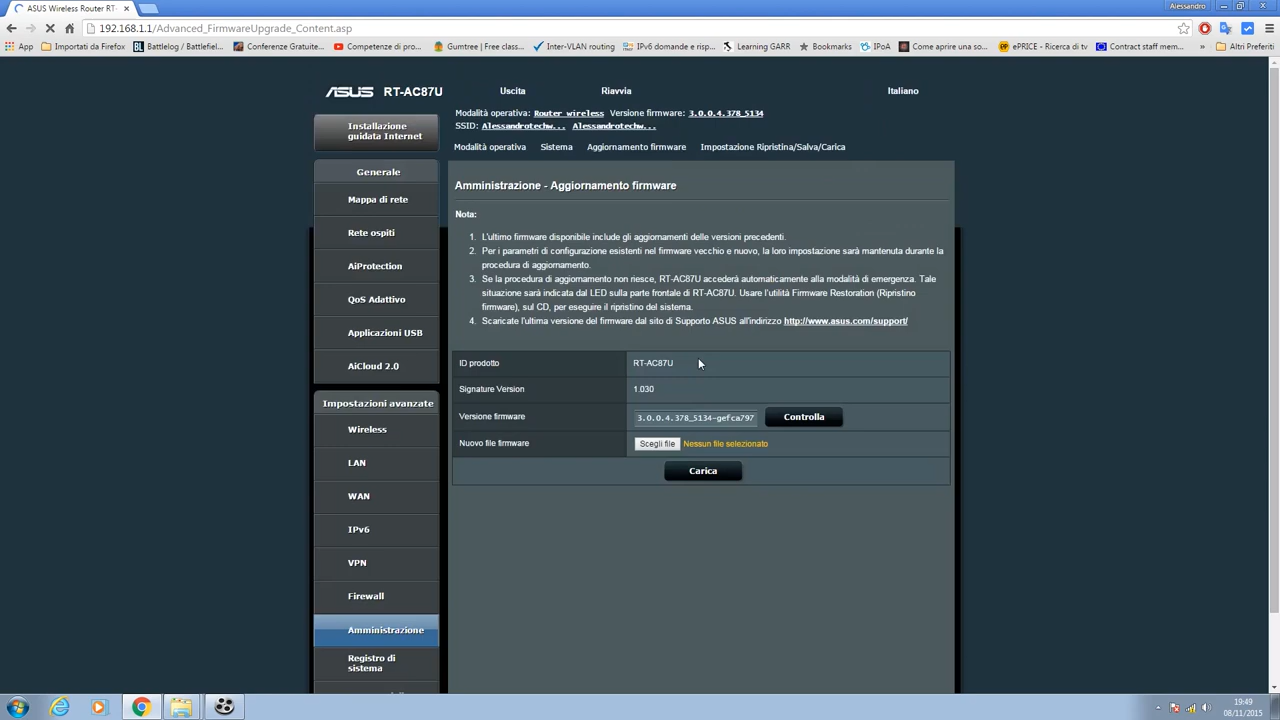 ASUS Wireless Router RT-
Alessandro
192.168.1.1/Advanced_FirmwareUpgrade_Content.asp
App
Importati da Firefox
Battlelog / Battlefiel...
Conferenze Gratuite...
Competenze di pro...
Gumtree | Free class...
Inter-VLAN routing
IPv6 domande e risp...
Learning GARR
Bookmarks
IPoA
Come aprire una so...
ePRICE - Ricerca di tv
Contract staff mem...
»
Altri Preferiti
ASUS RT-AC87U
Uscita
Riavvia
Italiano
Modalità operativa: Router wireless Versione firmware: 3.0.0.4.378_5134
SSID: Alessandrotechw... Alessandrotechw...
Modalità operativa
Sistema
Aggiornamento firmware
Impostazione Ripristina/Salva/Carica
Installazione
guidata Internet
Generale
Mappa di rete
Rete ospiti
AiProtection
QoS Adattivo
Applicazioni USB
AiCloud 2.0
Impostazioni avanzate
Wireless
LAN
WAN
IPv6
VPN
Firewall
Amministrazione
Registro di
sistema
Amministrazione - Aggiornamento firmware
Nota:
1. L'ultimo firmware disponibile include gli aggiornamenti delle versioni precedenti.
2. Per i parametri di configurazione esistenti nel firmware vecchio e nuovo, la loro impostazione sarà mantenuta durante la
procedura di aggiornamento.
3. Se la procedura di aggiornamento non riesce, RT-AC87U accederà automaticamente alla modalità di emergenza. Tale
situazione sarà indicata dal LED sulla parte frontale di RT-AC87U. Usare l'utilità Firmware Restoration (Ripristino
firmware), sul CD, per eseguire il ripristino del sistema.
4. Scaricate l'ultima versione del firmware dal sito di Supporto ASUS all'indirizzo http://www.asus.com/support/
ID prodotto
RT-AC87U
Signature Version
1.030
Versione firmware
3.0.0.4.378_5134-gefca797
Controlla
Nuovo file firmware
Scegli file
Nessun file selezionato
Carica
19:49
08/11/2015